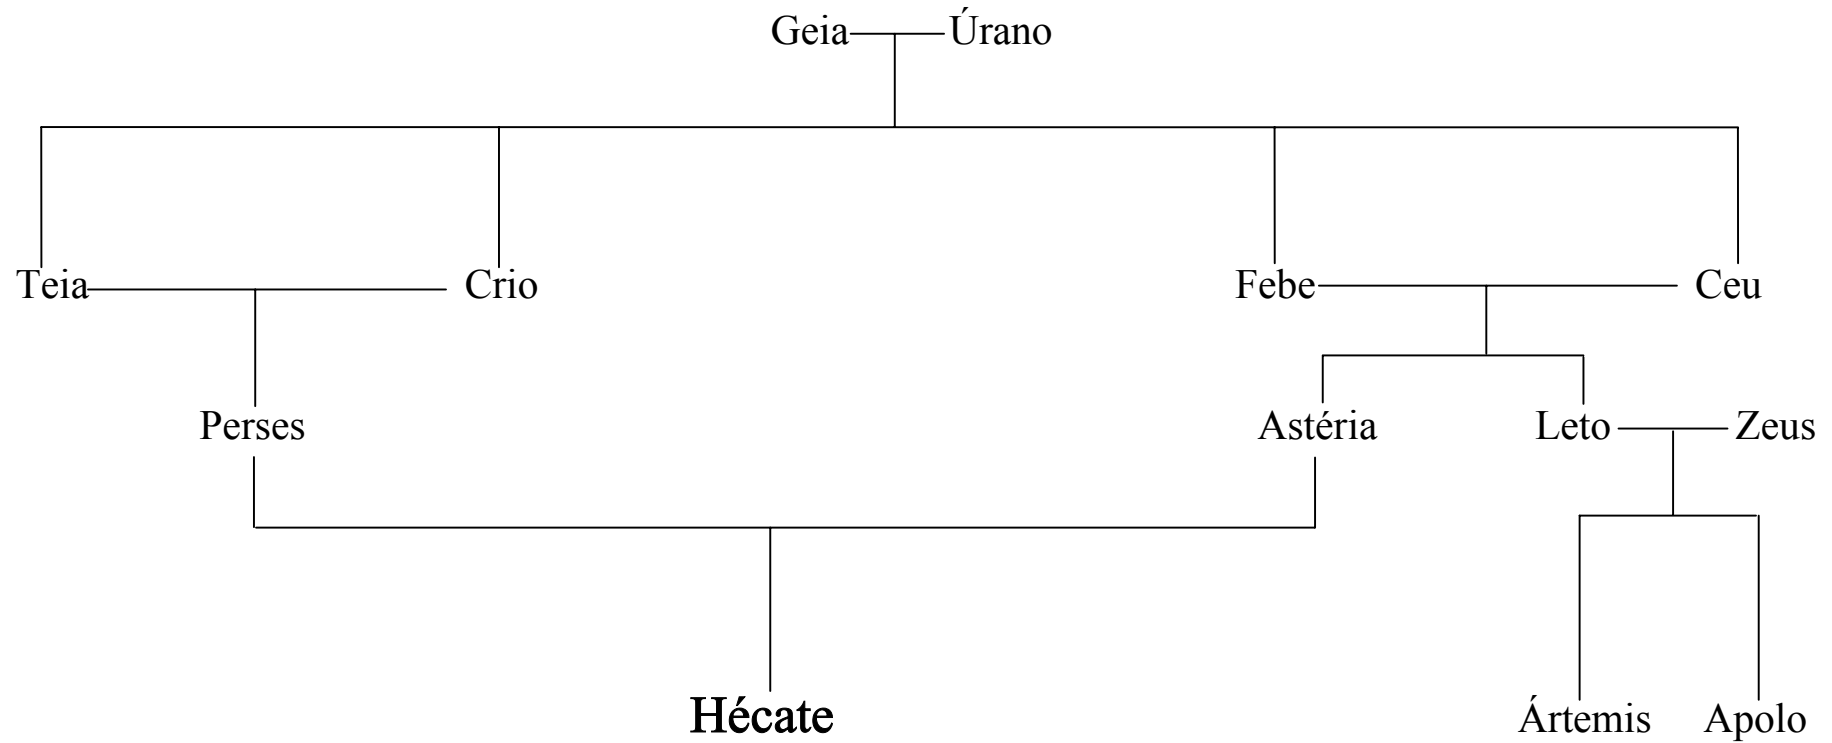 Geia Úrano
Teia Crio Febe Ceu
Perses Astéria Leto Zeus
Hécate Ártemis Apolo